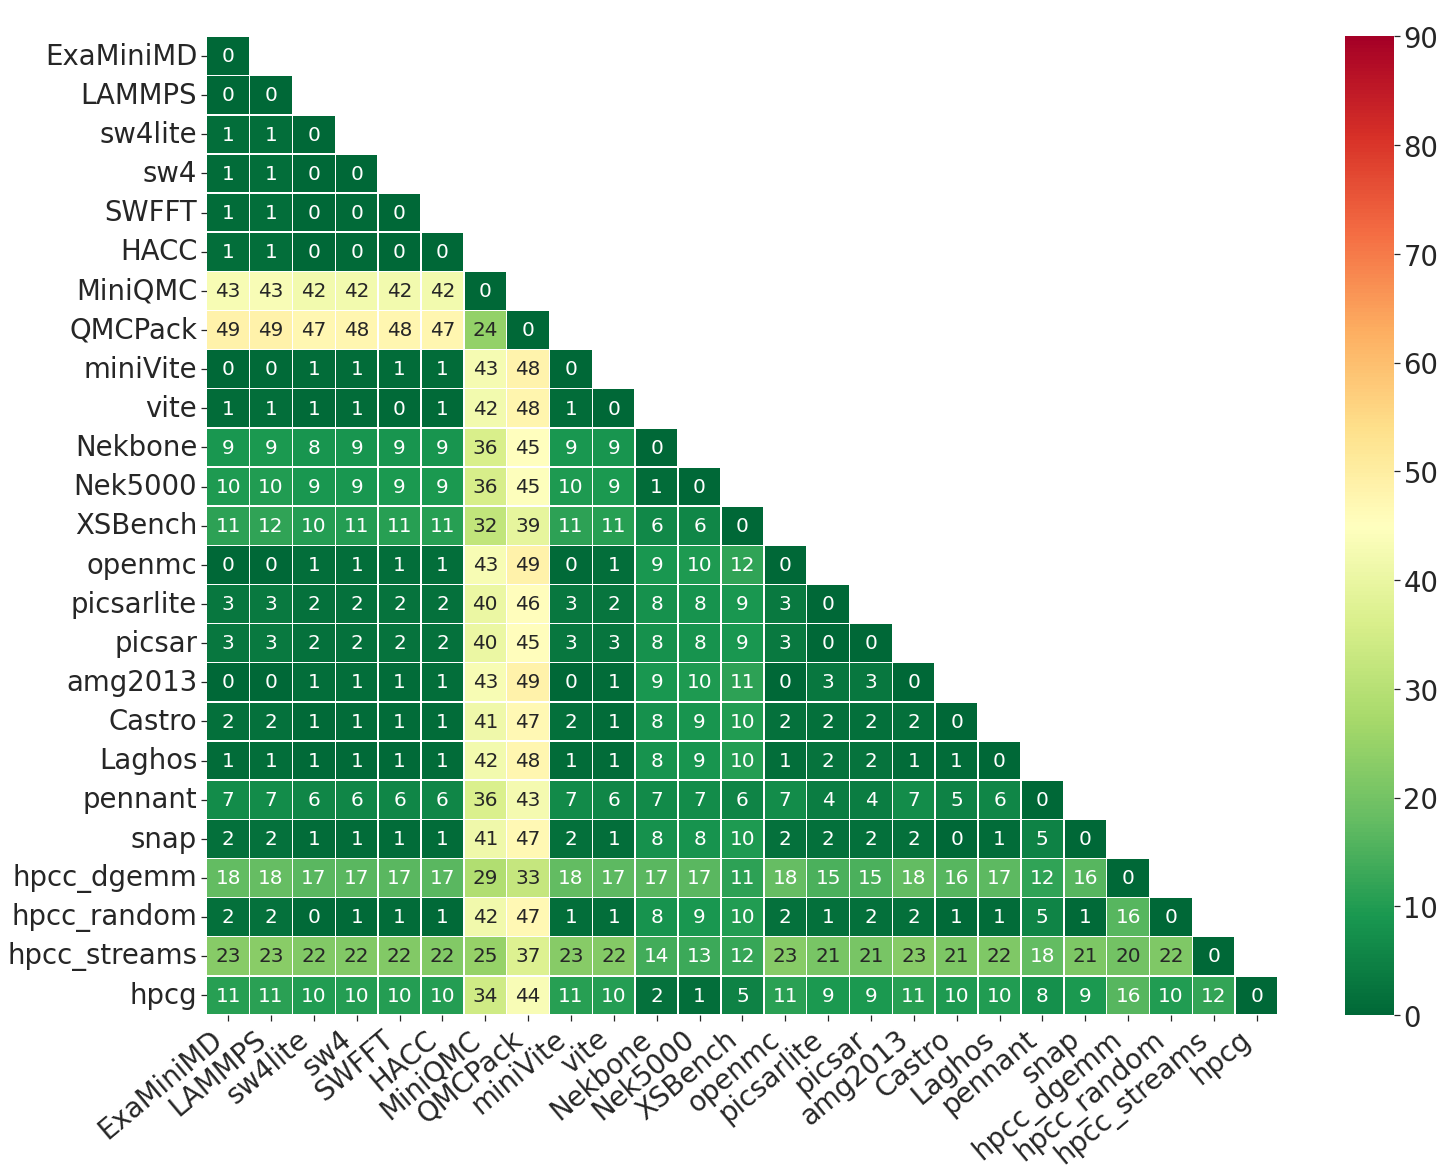 ExaMiniMD 0
LAMMPS 0 0
sw4lite 1 1 0
sw4 1 1 0 0
SWFFT 1 1 0 0 0
HACC 1 1 0 0 0 0
MiniQMC 43 43 42 42 42 42 0
QMCPack 49 49 47 48 48 47 24 0
miniVite 0 0 1 1 1 1 43 48 0
vite 1 1 1 1 0 1 42 48 1 0
Nekbone 9 9 8 9 9 9 36 45 9 9 0
Nek5000 10 10 9 9 9 9 36 45 10 9 1 0
XSBench 11 12 10 11 11 11 32 39 11 11 6 6 0
openmc 0 0 1 1 1 1 43 49 0 1 9 10 12 0
picsarlite 3 3 2 2 2 2 40 46 3 2 8 8 9 3 0
picsar 3 3 2 2 2 2 40 45 3 3 8 8 9 3 0 0
amg2013 0 0 1 1 1 1 43 49 0 1 9 10 11 0 3 3 0
Castro 2 2 1 1 1 1 41 47 2 1 8 9 10 2 2 2 2 0
Laghos 1 1 1 1 1 1 42 48 1 1 8 9 10 1 2 2 1 1 0
pennant 7 7 6 6 6 6 36 43 7 6 7 7 6 7 4 4 7 5 6 0
snap 2 2 1 1 1 1 41 47 2 1 8 8 10 2 2 2 2 0 1 5 0
hpcc_dgemm 18 18 17 17 17 17 29 33 18 17 17 17 11 18 15 15 18 16 17 12 16 0
hpcc_random 2 2 0 1 1 1 42 47 1 1 8 9 10 2 1 2 2 1 1 5 1 16 0
hpcc_streams 23 23 22 22 22 22 25 37 23 22 14 13 12 23 21 21 23 21 22 18 21 20 22 0
hpcg 11 11 10 10 10 10 34 44 11 10 2 1 5 11 9 9 11 10 10 8 9 16 10 12 0
ExaMiniMD
LAMMPS
sw4lite
sw4
SWFFT
HACC
MiniQMC
QMCPack
miniVite
vite
Nekbone
Nek5000
XSBench
openmc
picsarlite
picsar
amg2013
Castro
Laghos
pennant
snap
hpcc_dgemm
hpcc_random
hpcc_streams
hpcg
90
80
70
60
50
40
30
20
10
0